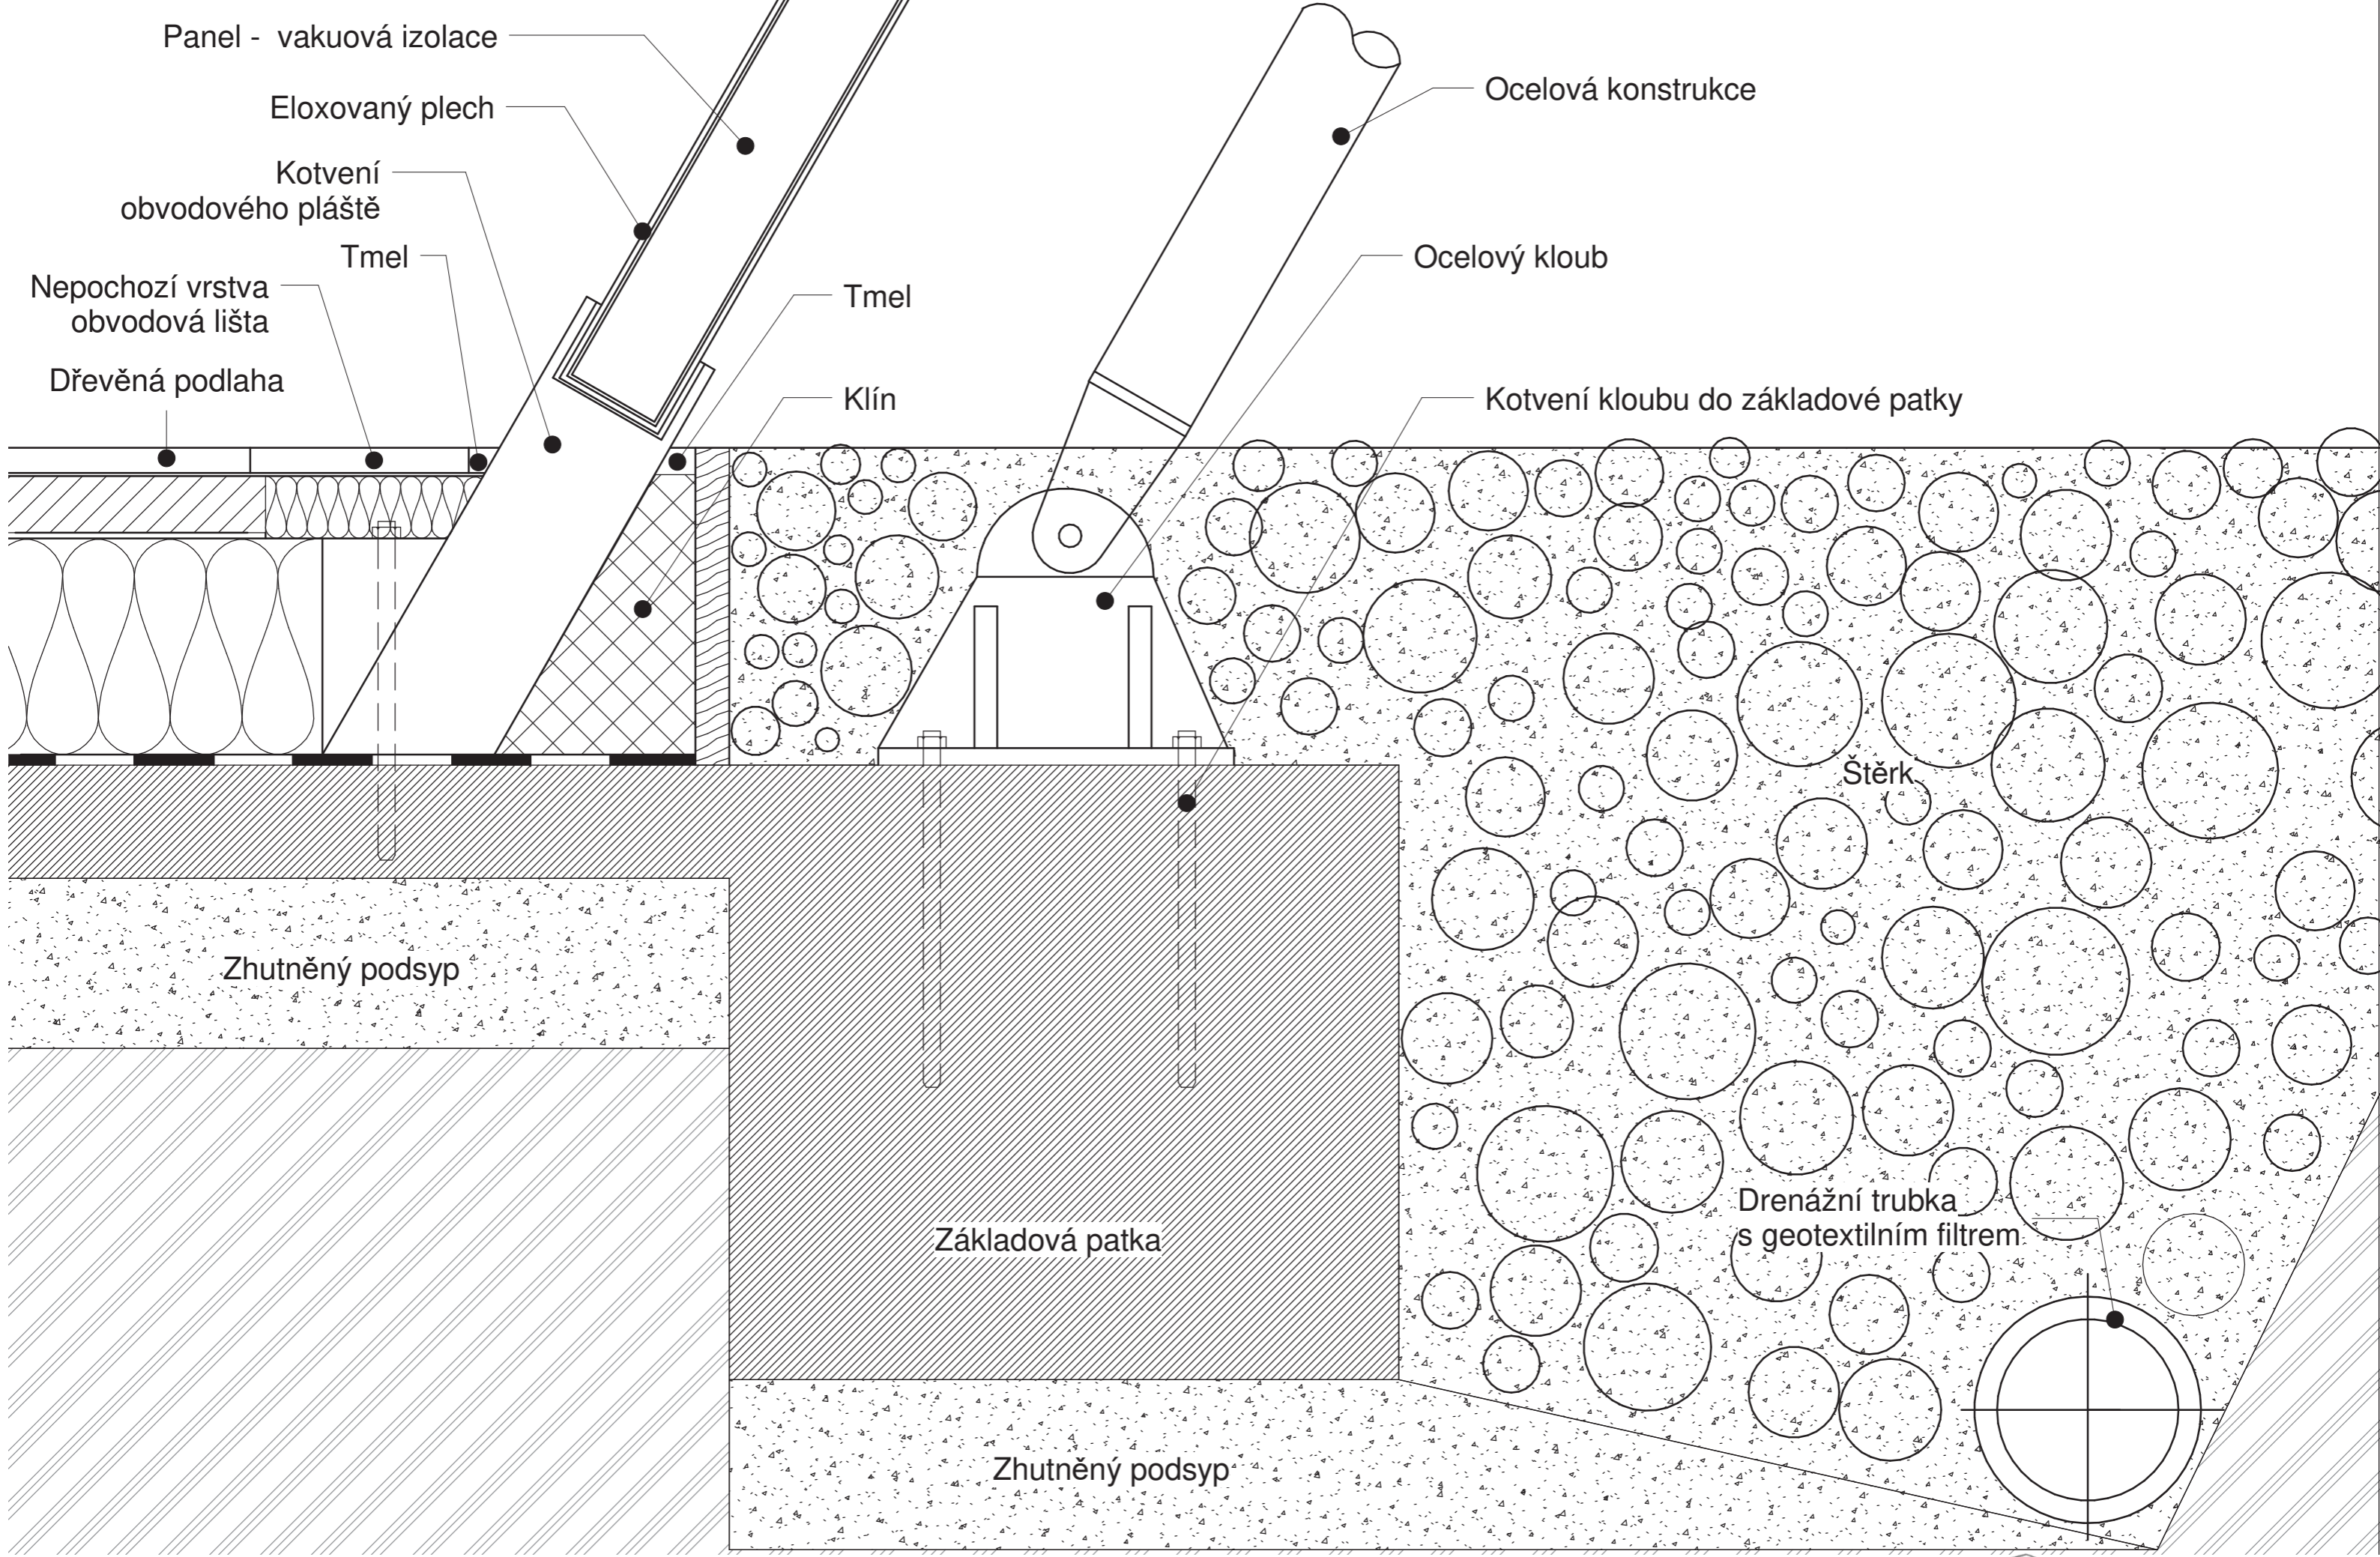 Panel - vakuová izolace
Eloxovaný plech
Kotvení
obvodového pláště
Tmel
Nepochozí vrstva
obvodová lišta
Dřevěná podlaha
Tmel
Klín
Ocelová konstrukce
Ocelový kloub
Kotvení kloubu do základové patky
Štěrk
Zhutněný podsyp
Základová patka
Drenážní trubka
s geotextilním filtrem
Zhutněný podsyp